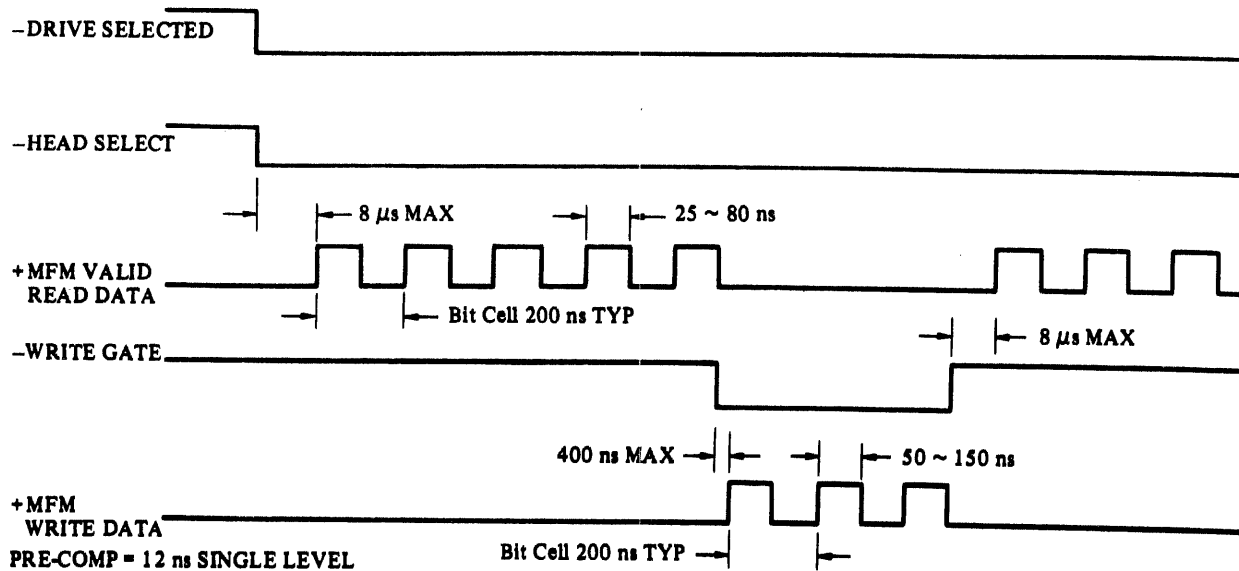 –DRIVE SELECTED
–HEAD SELECT
8 μs MAX
25 ~ 80 ns
+MFM VALID
READ DATA
Bit Cell 200 ns TYP
–WRITE GATE
8 μs MAX
400 ns MAX
50 ~ 150 ns
+MFM
WRITE DATA
Bit Cell 200 ns TYP
PRE-COMP = 12 ns SINGLE LEVEL